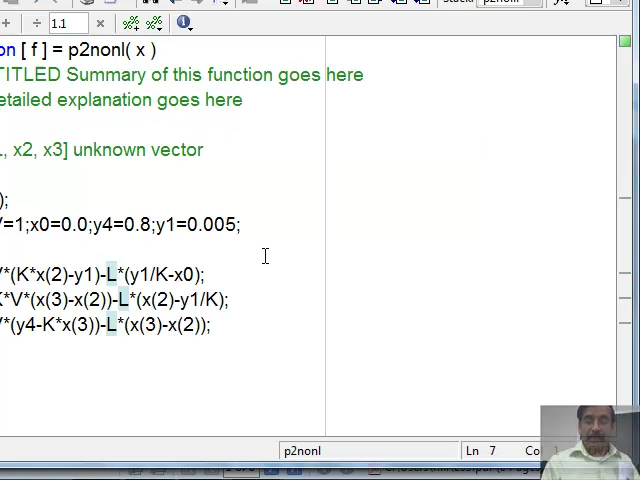 + ÷ 1.1 ×
on [ f ] = p2nonl( x )
TITLED Summary of this function goes here
etailed explanation goes here
, x2, x3] unknown vector
);
/=1;x0=0.0;y4=0.8;y1=0.005;
/*(K*x(2)-y1)-L*(y1/K-x0);
*V*(x(3)-x(2))-L*(x(2)-y1/K);
/*(y4-K*x(3))-L*(x(3)-x(2));
p2nonl Ln 7